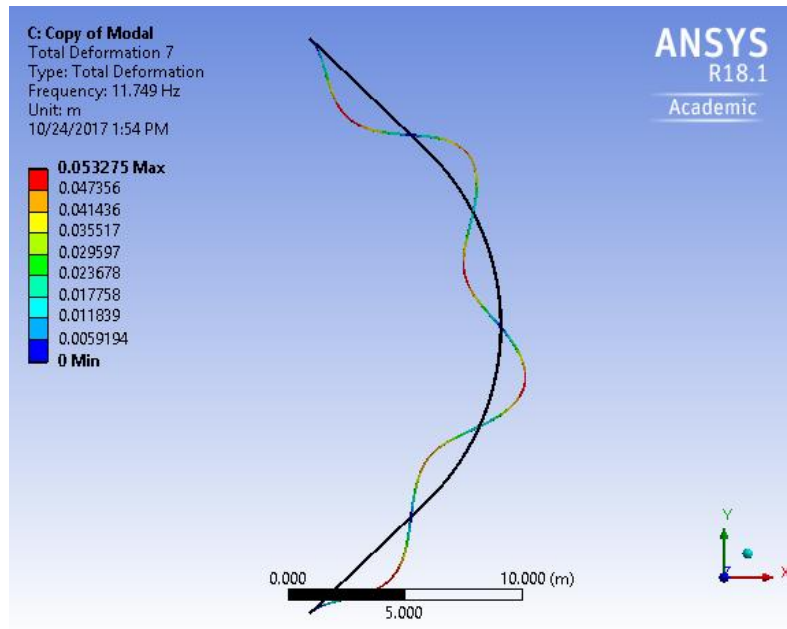 C: Copy of Modal
Total Deformation 7
Type: Total Deformation
Frequency: 11.749 Hz
Unit: m
10/24/2017 1:54 PM
0.053275 Max
0.047356
0.041436
0.035517
0.029597
0.023678
0.017758
0.011839
0.0059194
0 Min
ANSYS
R18.1
Academic
0.000
10.000 (m)
5.000
Y
Z
X